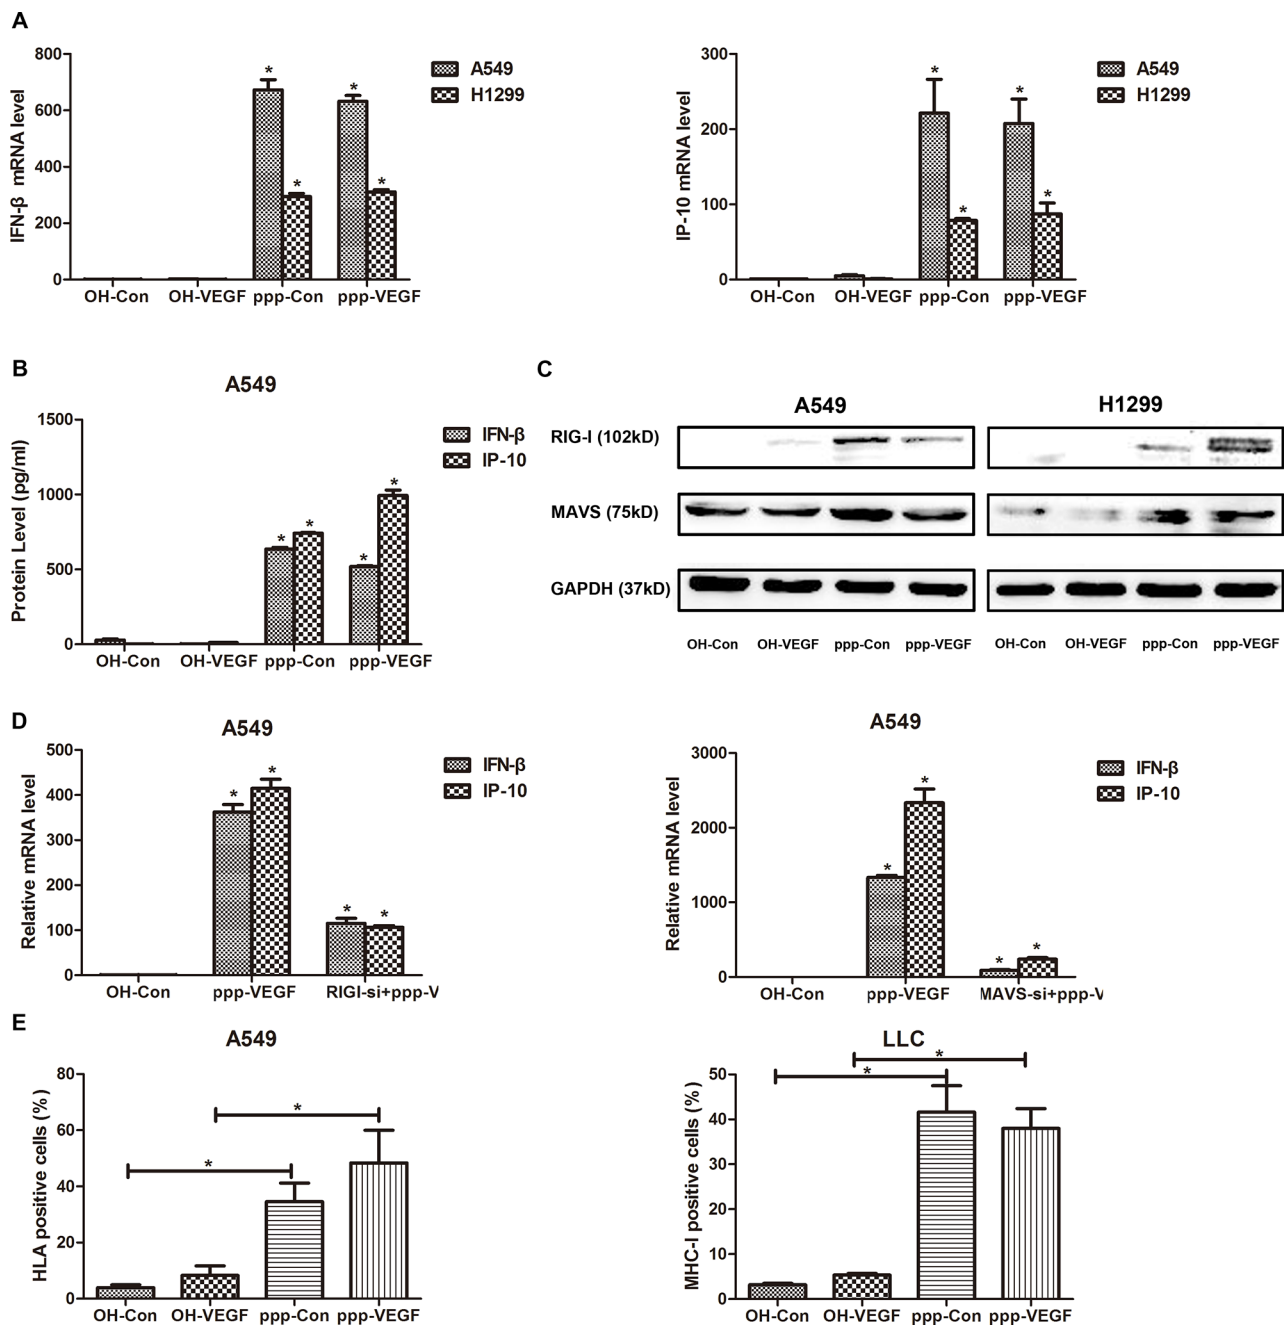 A
IFN-β mRNA level
800
600
400
200
0
*
*
*
*
OH-Con
OH-VEGF
ppp-Con
ppp-VEGF
A549
H1299
IP-10 mRNA level
300
200
100
0
*
*
*
*
OH-Con
OH-VEGF
ppp-Con
ppp-VEGF
A549
H1299
B
A549
Protein Level (pg/ml)
1500
1000
500
0
*
*
*
*
OH-Con
OH-VEGF
ppp-Con
ppp-VEGF
IFN-β
IP-10
C
A549
H1299
RIG-I (102kD)
MAVS (75kD)
GAPDH (37kD)
OH-Con
OH-VEGF
ppp-Con
ppp-VEGF
OH-Con
OH-VEGF
ppp-Con
ppp-VEGF
D
A549
Relative mRNA level
500
400
300
200
100
0
*
*
*
*
OH-Con
ppp-VEGF
RIGI-si+ppp-V
IFN-β
IP-10
A549
Relative mRNA level
3000
2000
1000
0
*
*
*
*
OH-Con
ppp-VEGF
MAVS-si+ppp-V
IFN-β
IP-10
E
A549
HLA positive cells (%)
80
60
40
20
0
*
*
OH-Con
OH-VEGF
ppp-Con
ppp-VEGF
LLC
MHC-I positive cells (%)
50
40
30
20
10
0
*
*
OH-Con
OH-VEGF
ppp-Con
ppp-VEGF